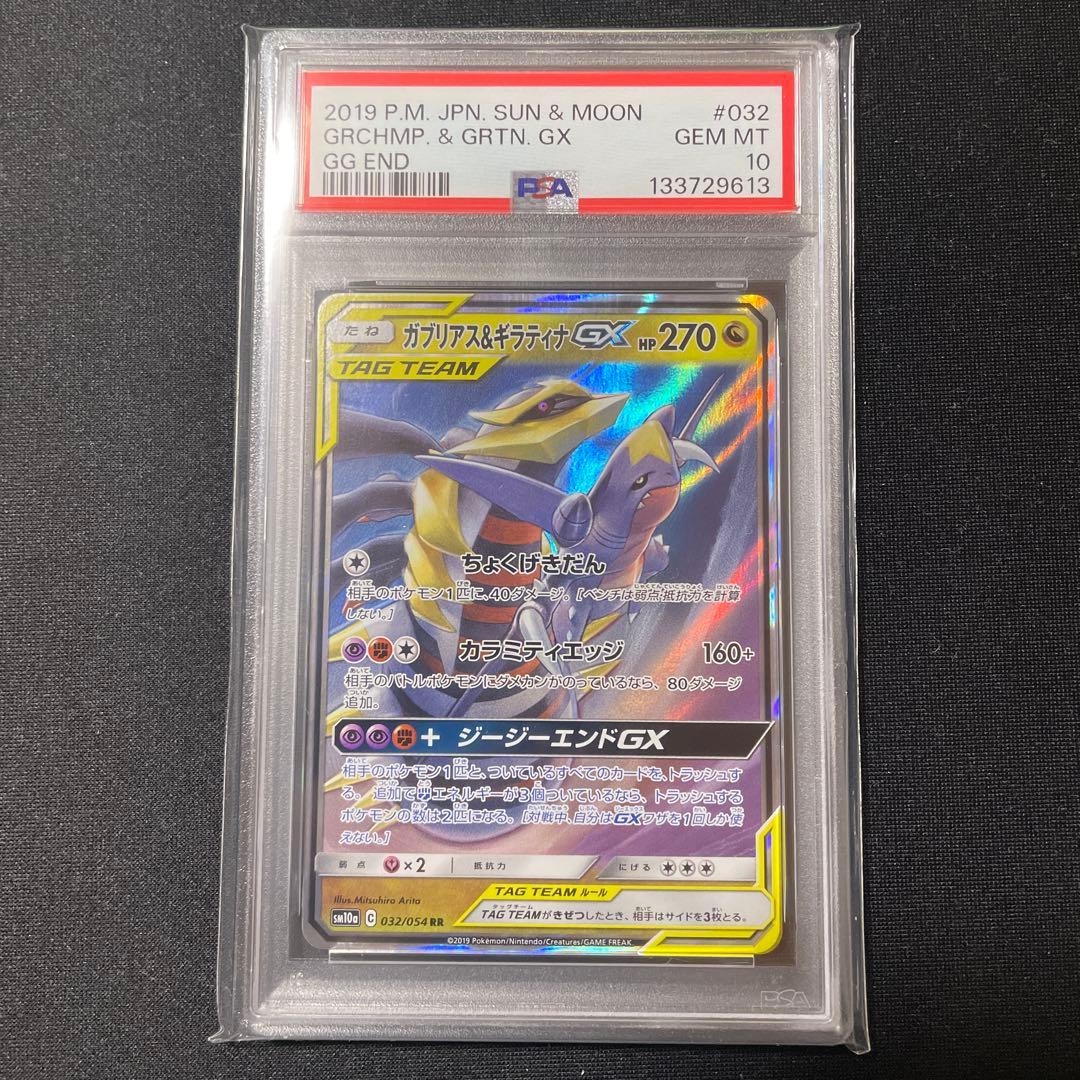 2019 P.M. JPN. SUN & MOON #032
GRCHMP. & GRTN. GX GEM MT
GG END 10
PSA 133729613
たね ガブリアス&ギラティナGX HP270
TAG TEAM
ちょくげきだん
相手のポケモン1匹に、40ダメージ。[ベンチは弱点・抵抗力を計算
しない。]
カラミティエッジ 160+
相手のバトルポケモンにダメカンがのっているなら、80ダメージ
追加。
+ ジージーエンドGX
相手のポケモン1匹と、ついているすべてのカードを、トラッシュす
る。追加で エネルギーが3個ついているなら、トラッシュする
ポケモンの数は2匹になる。[対戦中、自分はGXワザを1回しか使
えない。]
弱点 ×2 抵抗力 にげる
Illus.Mitsuhiro Arita
TAG TEAM ルール
TAG TEAMがきぜつしたとき、相手はサイドを3枚とる。
SM10a C 032/054 RR
©2019 Pokémon/Nintendo/Creatures/GAME FREAK.
PSA